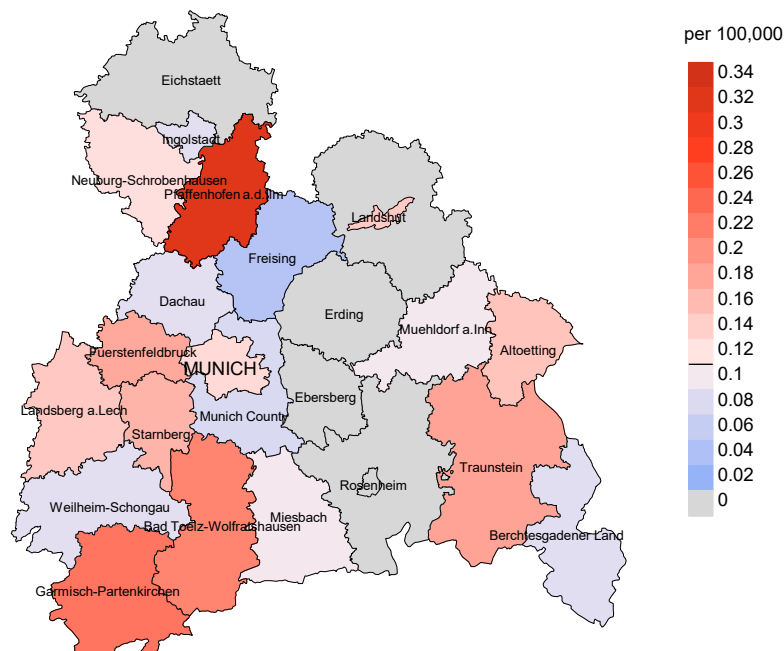 per 100,000
0.34
0.32
0.3
0.28
0.26
0.24
0.22
0.2
0.18
0.16
0.14
0.12
0.1
0.08
0.06
0.04
0.02
0
Eichstaett
Ingolstadt
Neuburg-Schrobenhausen
Pfaffenhofen a.d.Ilm
Landshut
Freising
Dachau
Erding
Muehldorf a.Inn
Altoetting
Fuerstenfeldbruck
MUNICH
Ebersberg
Landsberg a.Lech
Munich County
Starnberg
Traunstein
Rosenheim
Weilheim-Schongau
Miesbach
Bad Toelz-Wolfratshausen
Berchtesgadener Land
Garmisch-Partenkirchen